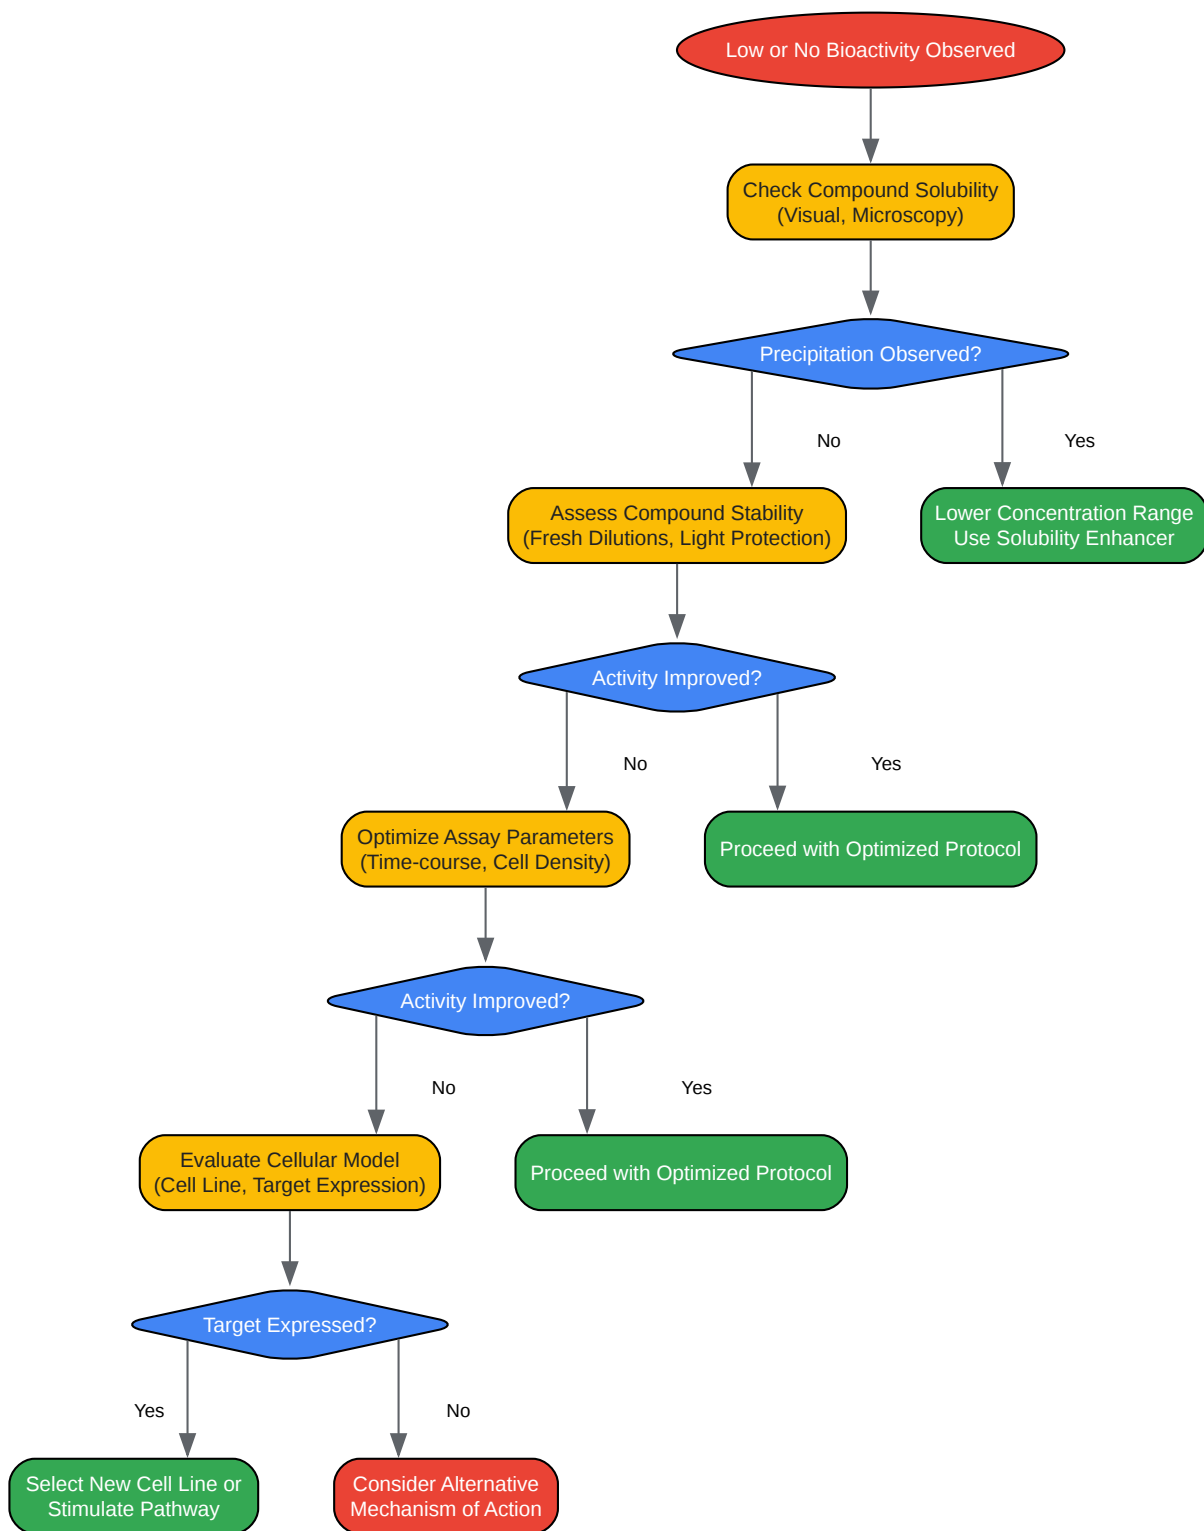 Low or No Bioactivity Observed
Check Compound Solubility
(Visual, Microscopy)
Precipitation Observed?
No
Yes
Assess Compound Stability
(Fresh Dilutions, Light Protection)
Lower Concentration Range
Use Solubility Enhancer
Activity Improved?
No
Yes
Optimize Assay Parameters
(Time-course, Cell Density)
Proceed with Optimized Protocol
Activity Improved?
No
Yes
Evaluate Cellular Model
(Cell Line, Target Expression)
Proceed with Optimized Protocol
Target Expressed?
Yes
No
Select New Cell Line or
Stimulate Pathway
Consider Alternative
Mechanism of Action